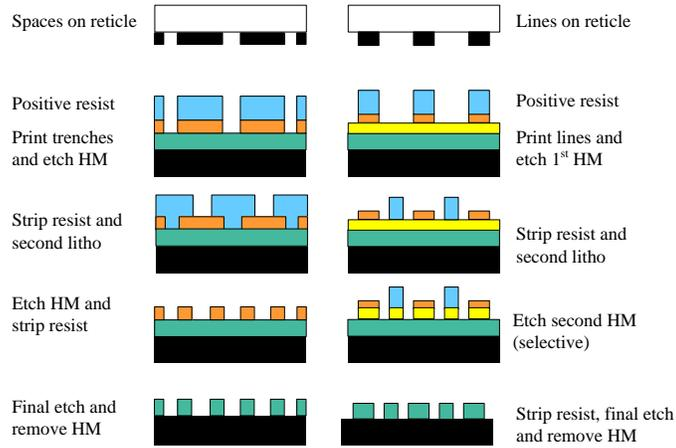 Spaces on reticle
Lines on reticle
Positive resist
Print trenches
and etch HM
Positive resist
Print lines and
etch 1st HM
Strip resist and
second litho
Strip resist and
second litho
Etch HM and
strip resist
Etch second HM
(selective)
Final etch and
remove HM
Strip resist, final etch
and remove HM